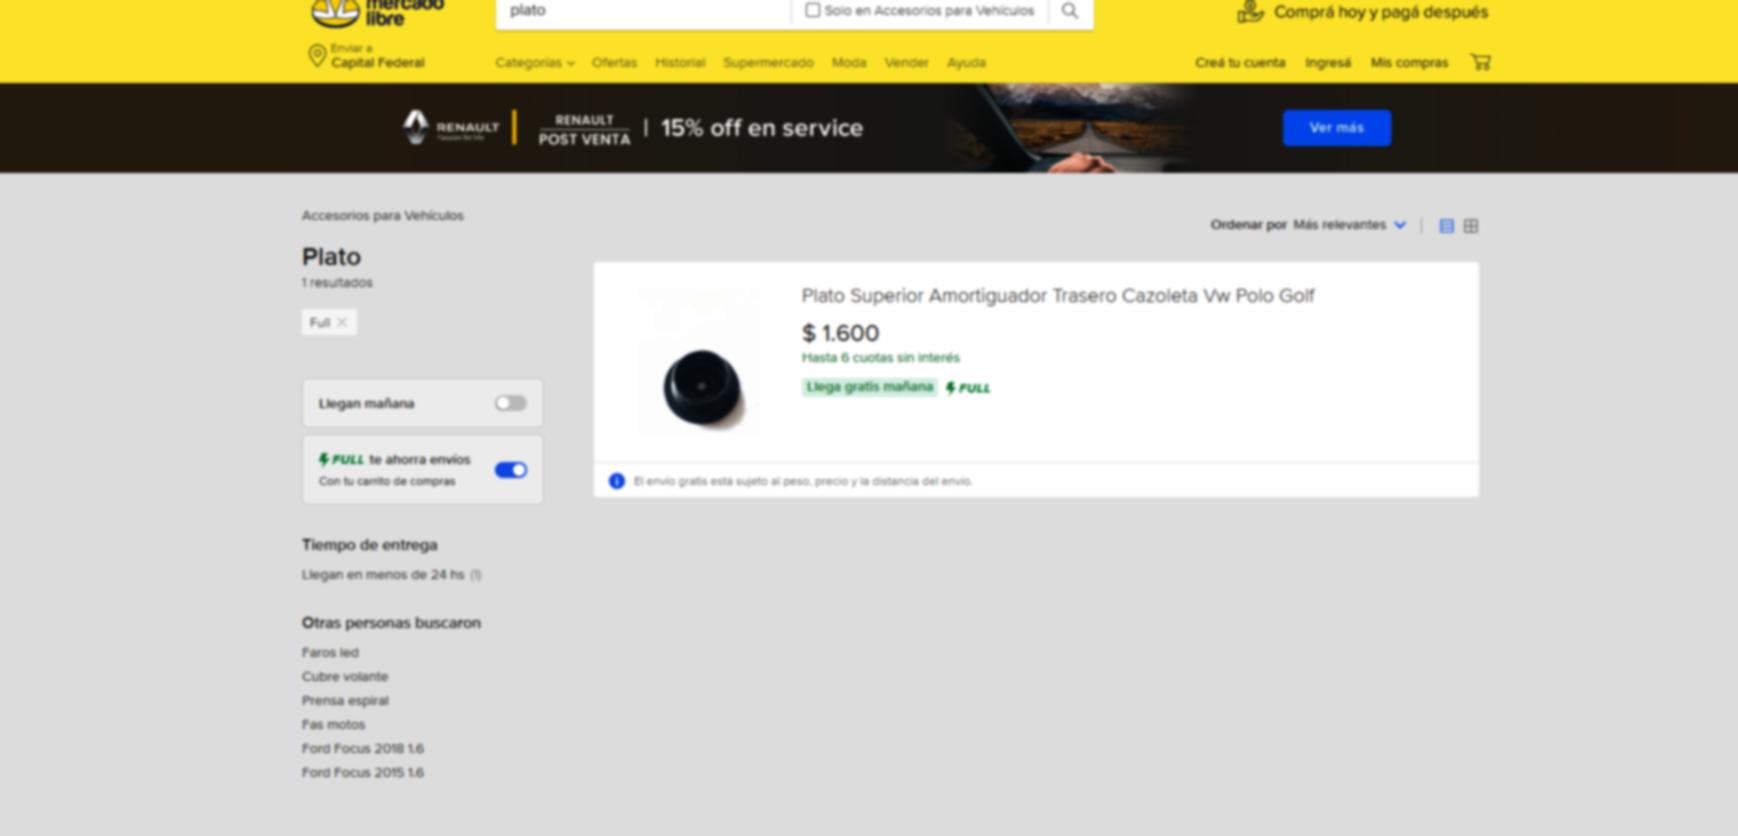 mercado
libre
plato
Solo en Accesorios para Vehículos
Comprá hoy y pagá después
Enviar a
Capital Federal
Categorías
Ofertas
Historial
Supermercado
Moda
Vender
Ayuda
Creá tu cuenta
Ingresá
Mis compras
RENAULT
RENAULT
POST VENTA
15% off en service
Ver más
Accesorios para Vehículos
Plato
1 resultados
Full
Ordenar por Más relevantes
Plato Superior Amortiguador Trasero Cazoleta Vw Polo Golf
$ 1.600
Hasta 6 cuotas sin interés
Llega gratis mañana FULL
El envío gratis está sujeto al peso, precio y la distancia del envío.
Llegan mañana
FULL te ahorra envíos
Con tu carrito de compras
Tiempo de entrega
Llegan en menos de 24 hs (1)
Otras personas buscaron
Faros led
Cubre volante
Prensa espiral
Fas motos
Ford Focus 2018 1.6
Ford Focus 2015 1.6